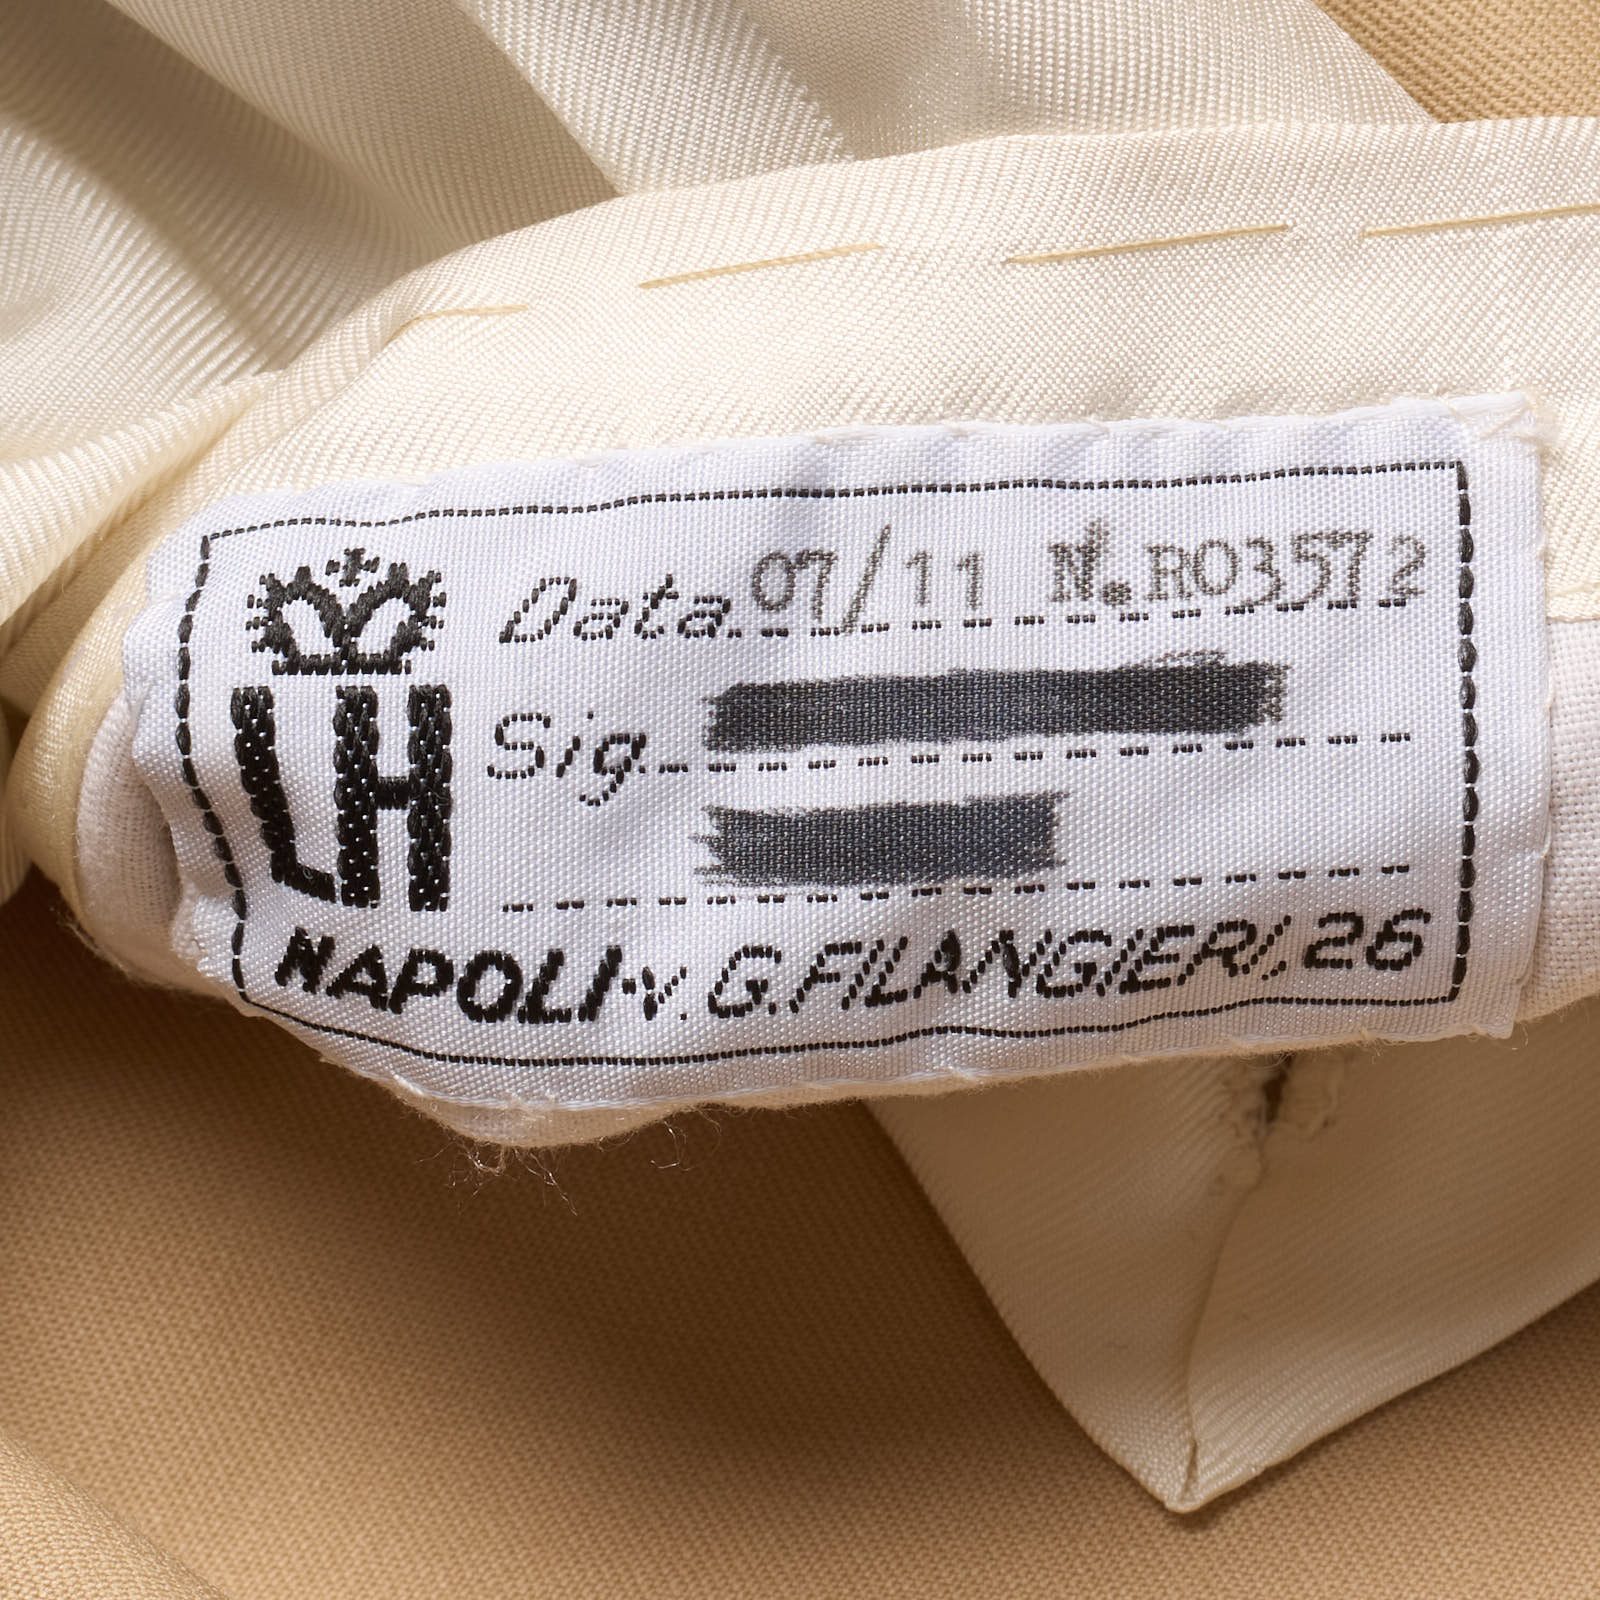 Data 07/11 N.R03572
LH
Sig.
NAPOLI·v. G.FILANGIERI, 26